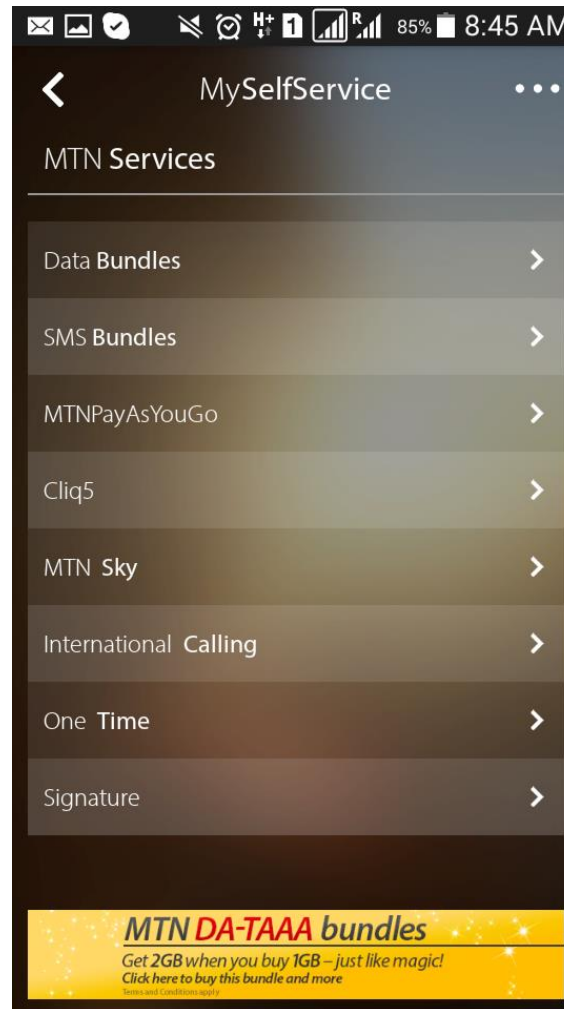 H+ 1 R 85% 8:45 AM
MySelfService
MTN Services
Data Bundles
SMS Bundles
MTNPayAsYouGo
Cliq5
MTN Sky
International Calling
One Time
Signature
MTN DA-TAAA bundles
Get 2GB when you buy 1GB – just like magic!
Click here to buy this bundle and more
Terms and Conditions apply